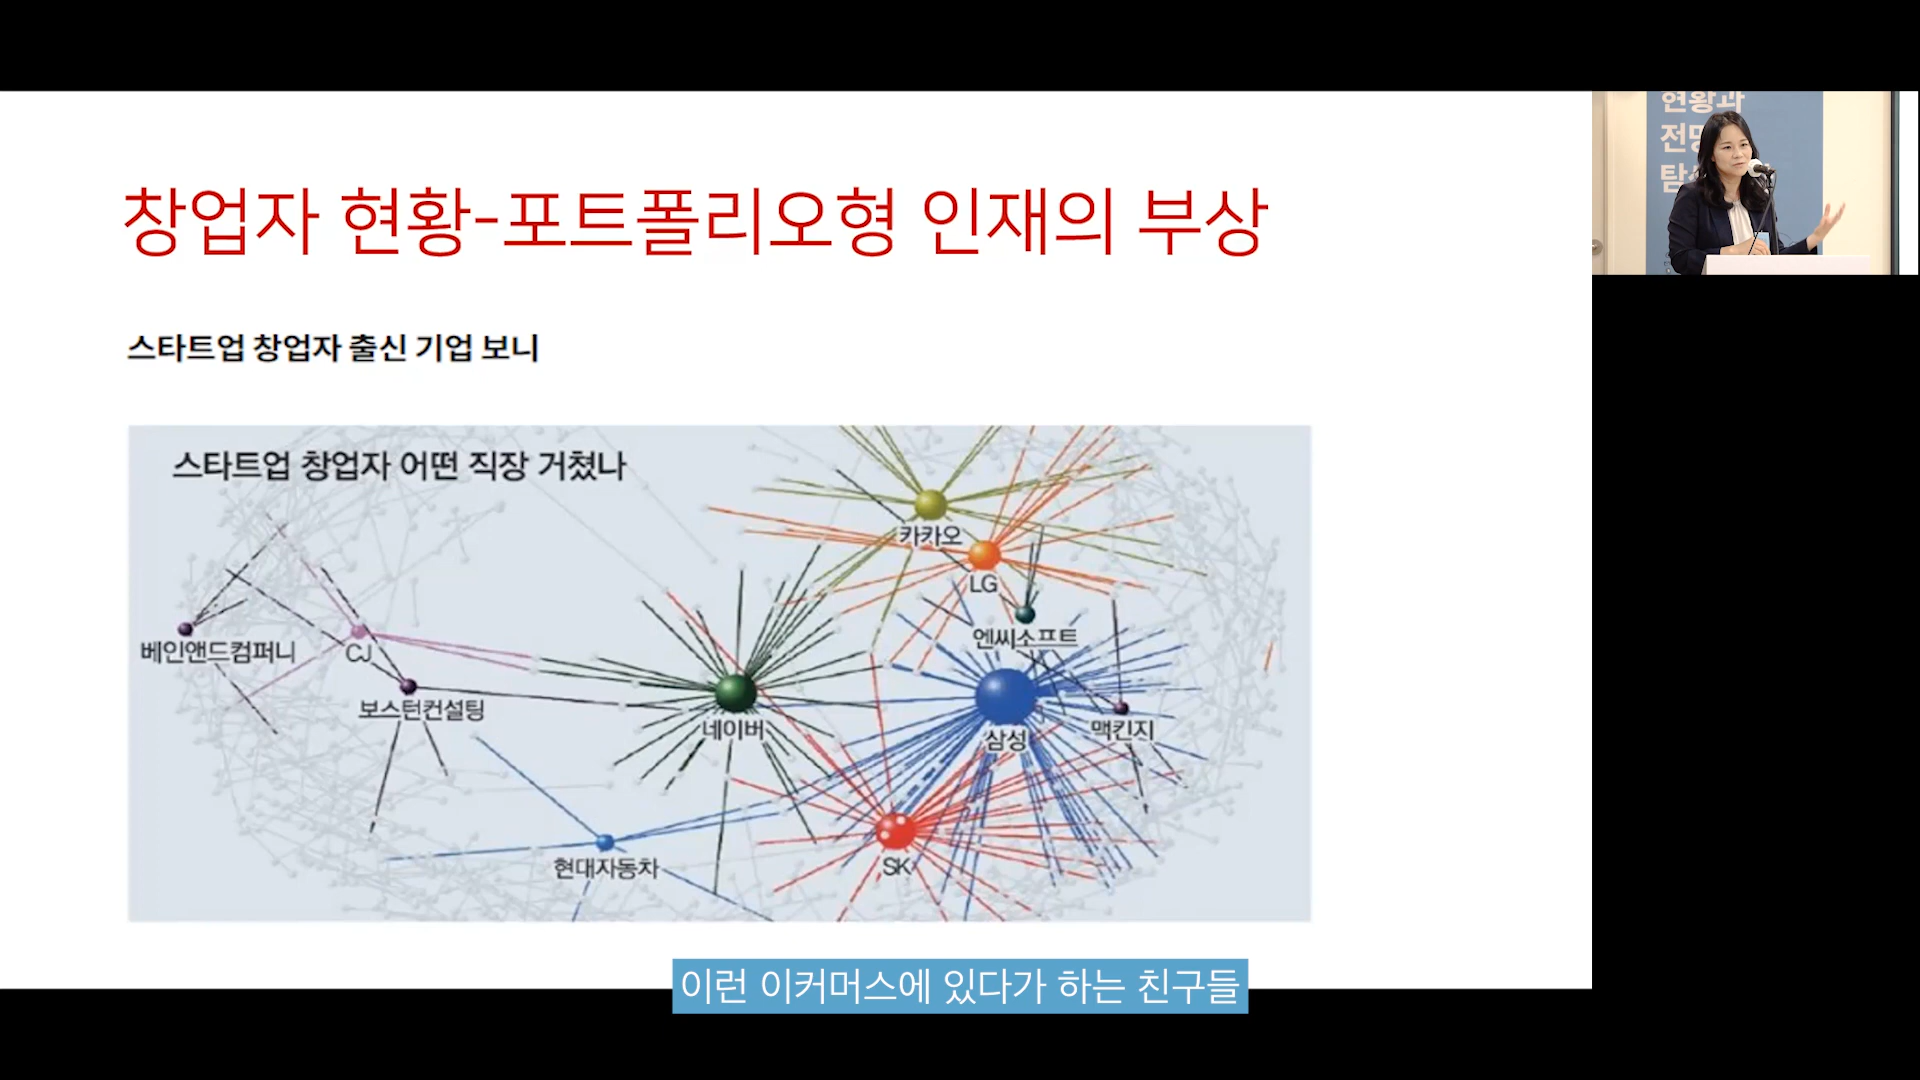 창업자 현황-포트폴리오형 인재의 부상
스타트업 창업자 출신 기업 보니
스타트업 창업자 어떤 직장 거쳤나
카카오
LG
엔씨소프트
베인앤드컴퍼니
CJ
보스턴컨설팅
네이버
삼성
맥킨지
현대자동차
SK
이런 이커머스에 있다가 하는 친구들
현황과